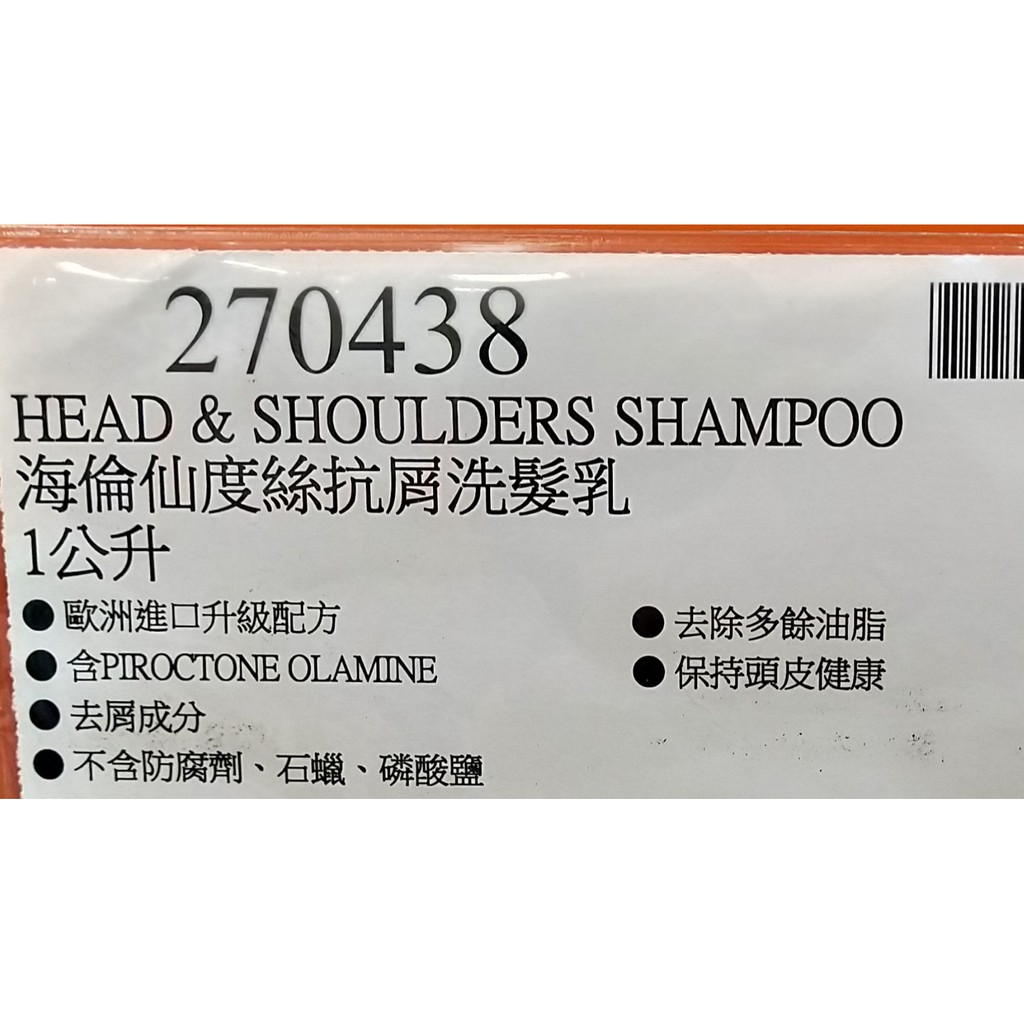 270438
HEAD & SHOULDERS SHAMPOO
海倫仙度絲抗屑洗髮乳
1公升
● 歐洲進口升級配方
● 含PIROCTONE OLAMINE
● 去屑成分
● 不含防腐劑、石蠟、磷酸鹽
● 去除多餘油脂
● 保持頭皮健康